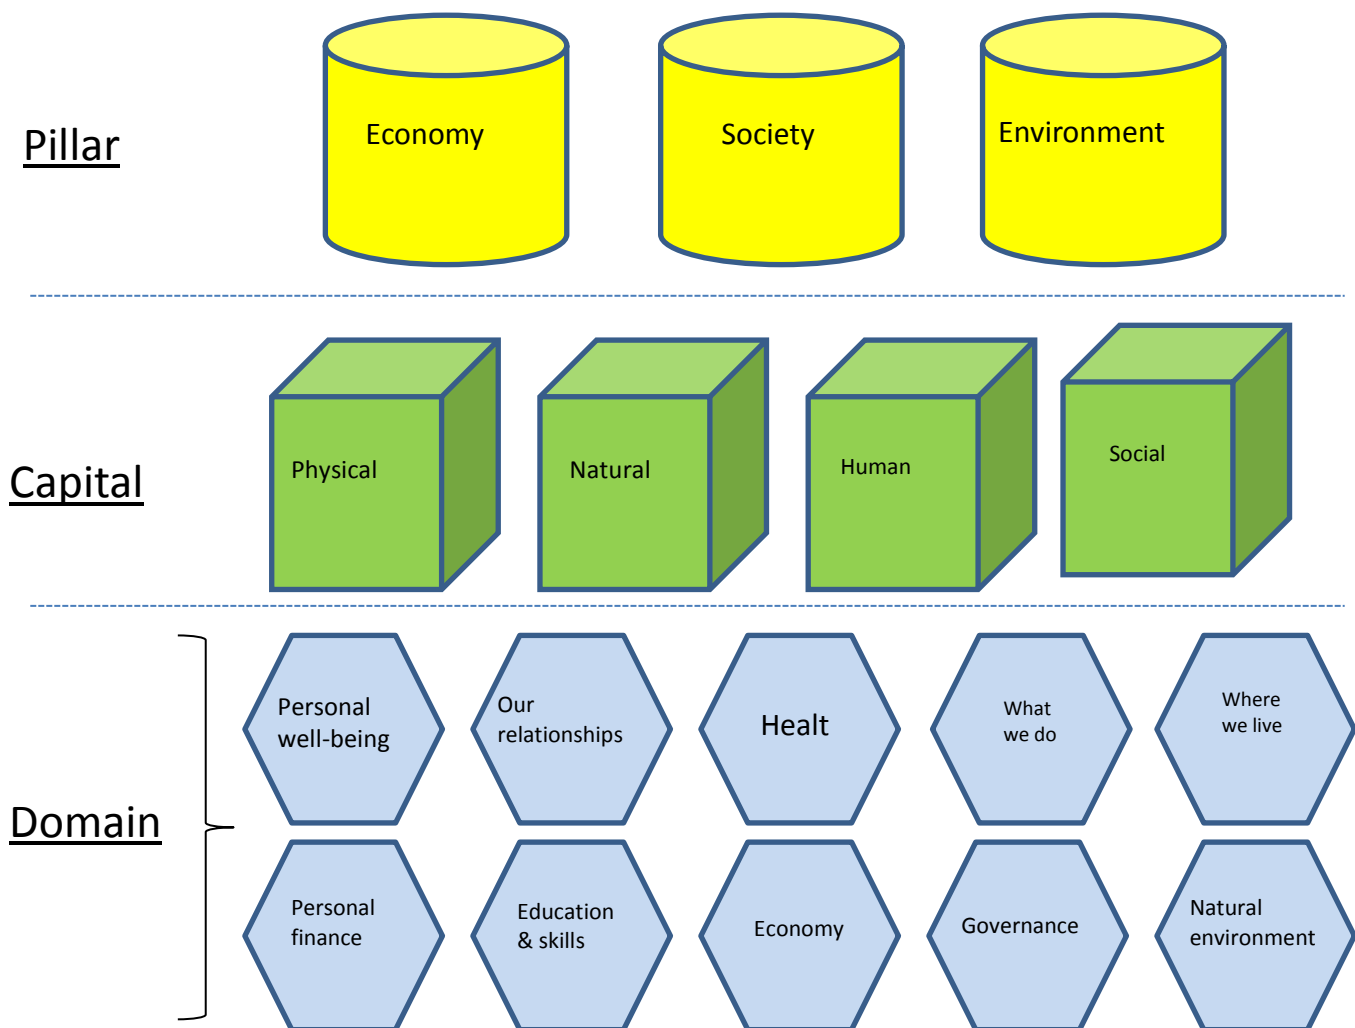 Pillar
Economy
Society
Environment
Capital
Physical
Natural
Human
Social
Domain
Personal
well-being
Our
relationships
Healt
What
we do
Where
we live
Personal
finance
Education
& skills
Economy
Governance
Natural
environment